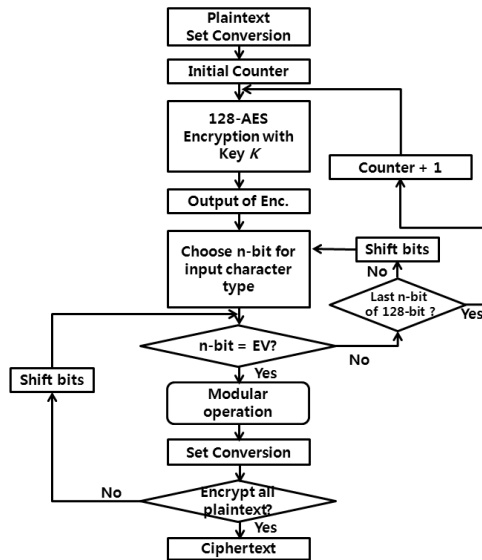 Plaintext
Set Conversion
Initial Counter
128-AES
Encryption with
Key K
Counter + 1
Output of Enc.
Choose n-bit for
input character
type
Shift bits
No
Last n-bit
of 128-bit ?
Yes
n-bit = EV?
No
Yes
Shift bits
Modular
operation
Set Conversion
No
Encrypt all
plaintext?
Yes
Ciphertext